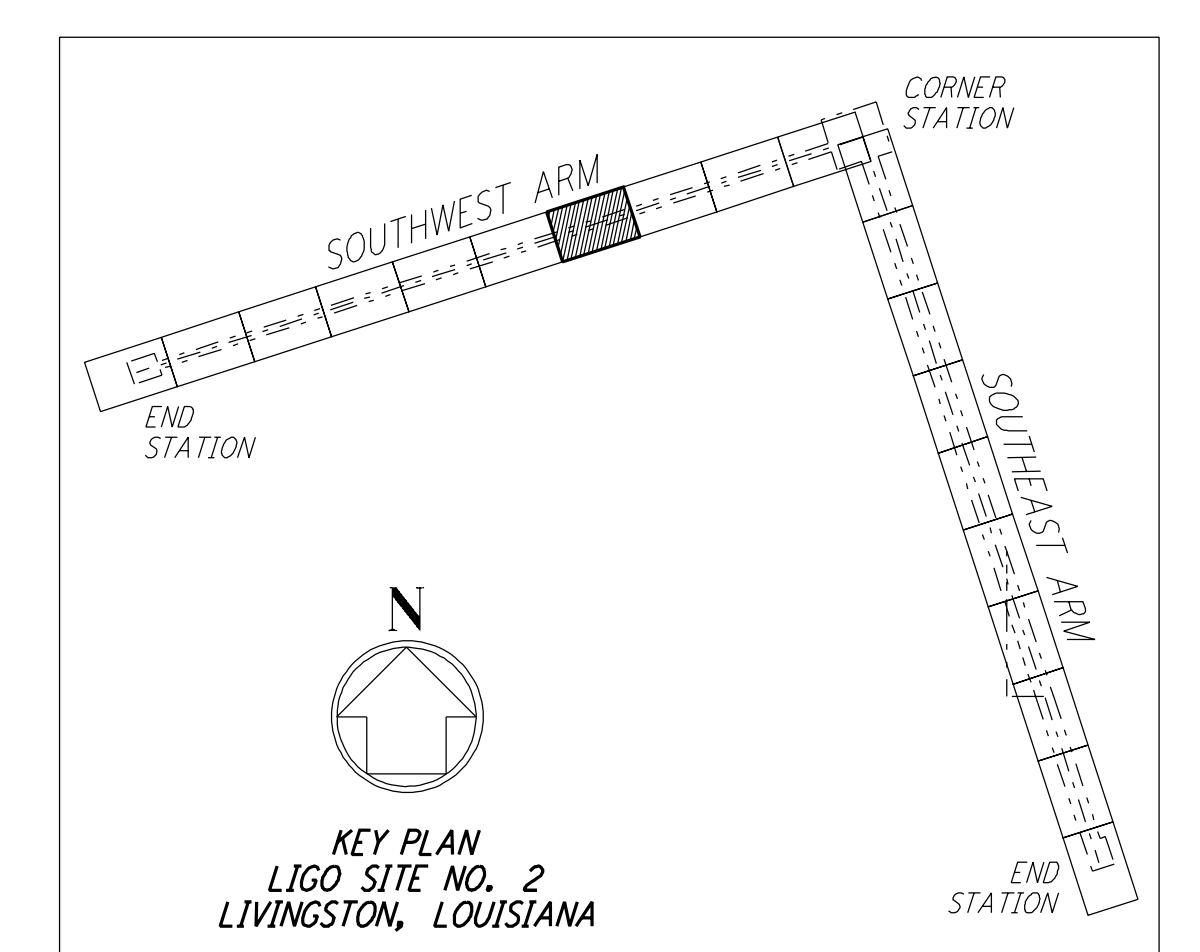 CORNER
STATION
SOUTHWEST ARM
END
STATION
SOUTHEAST ARM
N
KEY PLAN
LIGO SITE NO. 2
LIVINGSTON, LOUISIANA
END
STATION